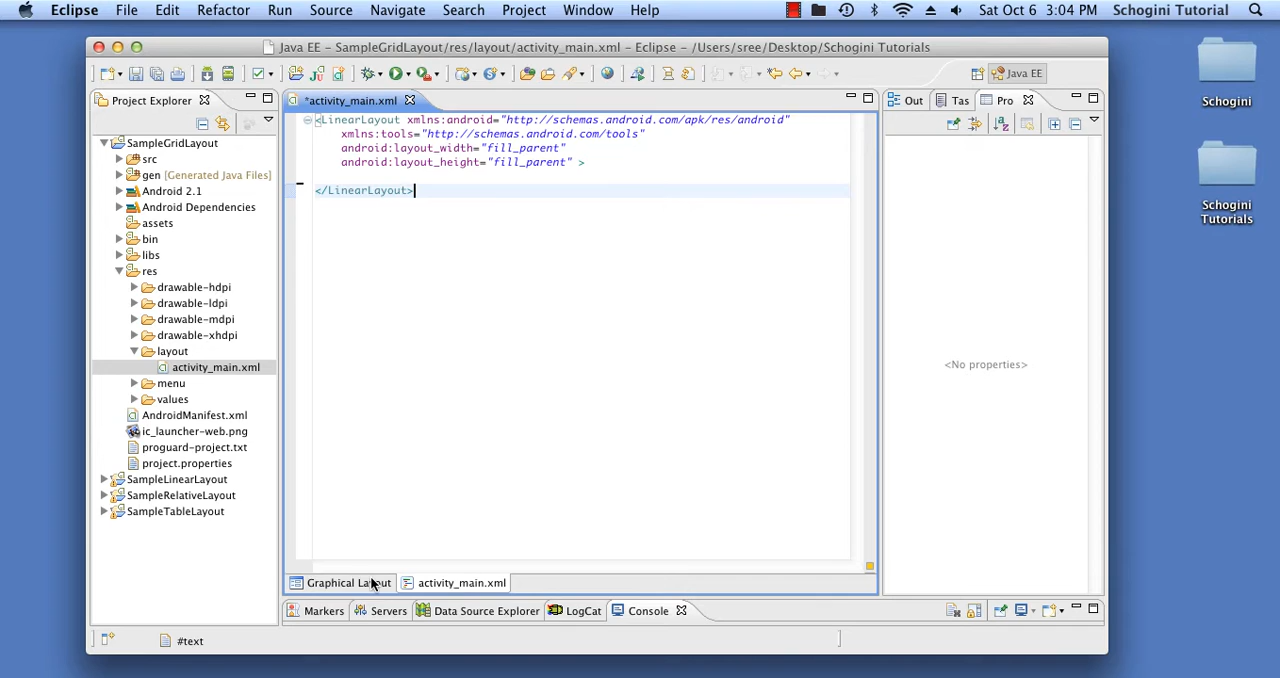 Eclipse File Edit Refactor Run Source Navigate Search Project Window Help Sat Oct 6 3:04 PM Schogini Tutorial
Java EE – SampleGridLayout/res/layout/activity_main.xml – Eclipse – /Users/sree/Desktop/Schogini Tutorials
Java EE
Project Explorer
*activity_main.xml
Out Tas Pro
SampleGridLayout
src
gen [Generated Java Files]
Android 2.1
Android Dependencies
assets
bin
libs
res
drawable-hdpi
drawable-ldpi
drawable-mdpi
drawable-xhdpi
layout
activity_main.xml
menu
values
AndroidManifest.xml
ic_launcher-web.png
proguard-project.txt
project.properties
SampleLinearLayout
SampleRelativeLayout
SampleTableLayout
<LinearLayout xmlns:android="http://schemas.android.com/apk/res/android"
xmlns:tools="http://schemas.android.com/tools"
android:layout_width="fill_parent"
android:layout_height="fill_parent" >
</LinearLayout>
<No properties>
Graphical Layout activity_main.xml
Markers Servers Data Source Explorer LogCat Console
#text
Schogini
Schogini
Tutorials